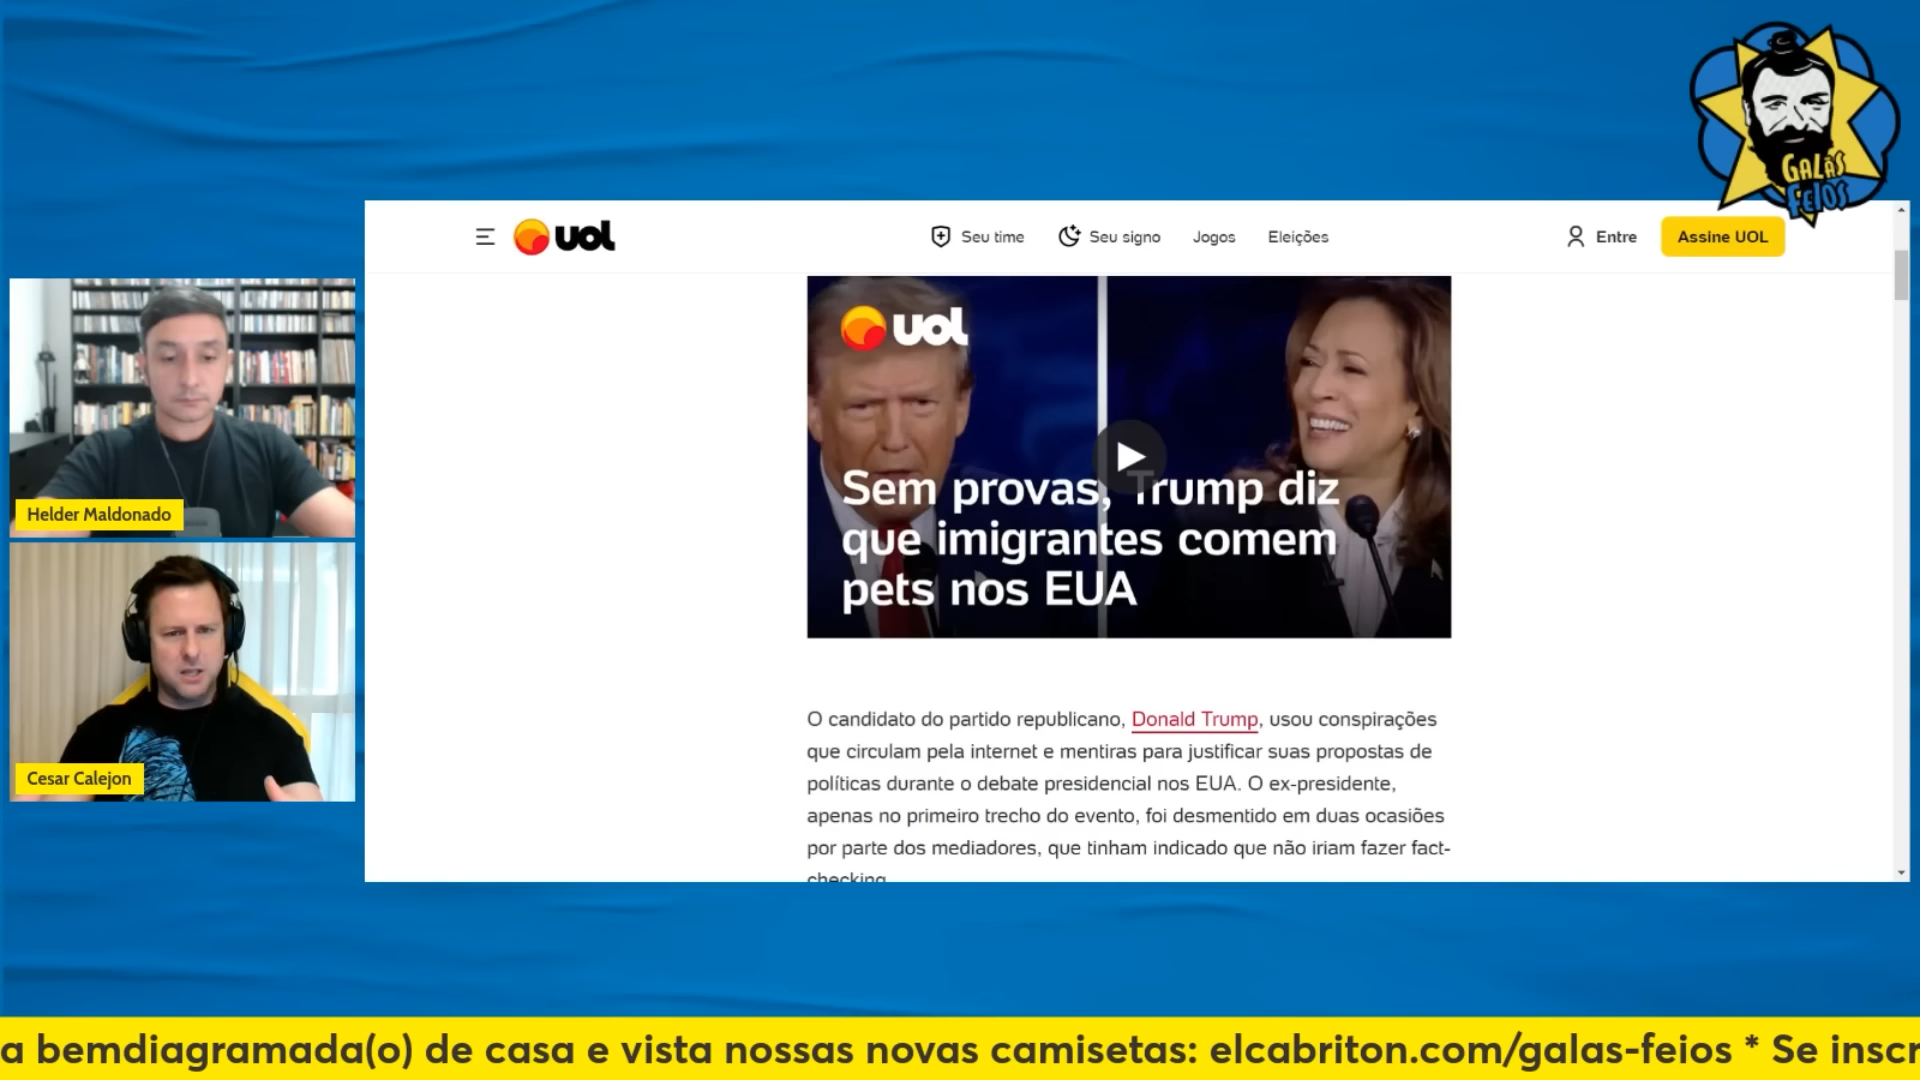 GALÃS
FEIOS
uol
Seu time
Seu signo
Jogos
Eleições
Entre
Assine UOL
uol
Sem provas, Trump diz
que imigrantes comem
pets nos EUA
Helder Maldonado
Cesar Calejon
O candidato do partido republicano, Donald Trump, usou conspirações
que circulam pela internet e mentiras para justificar suas propostas de
políticas durante o debate presidencial nos EUA. O ex-presidente,
apenas no primeiro trecho do evento, foi desmentido em duas ocasiões
por parte dos mediadores, que tinham indicado que não iriam fazer fact-
checking
a bemdiagramada(o) de casa e vista nossas novas camisetas: elcabriton.com/galas-feios * Se inscr